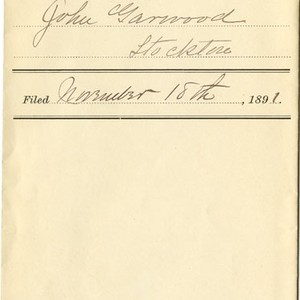 John Garwood
Stockton
Filed November 18th, 1891.